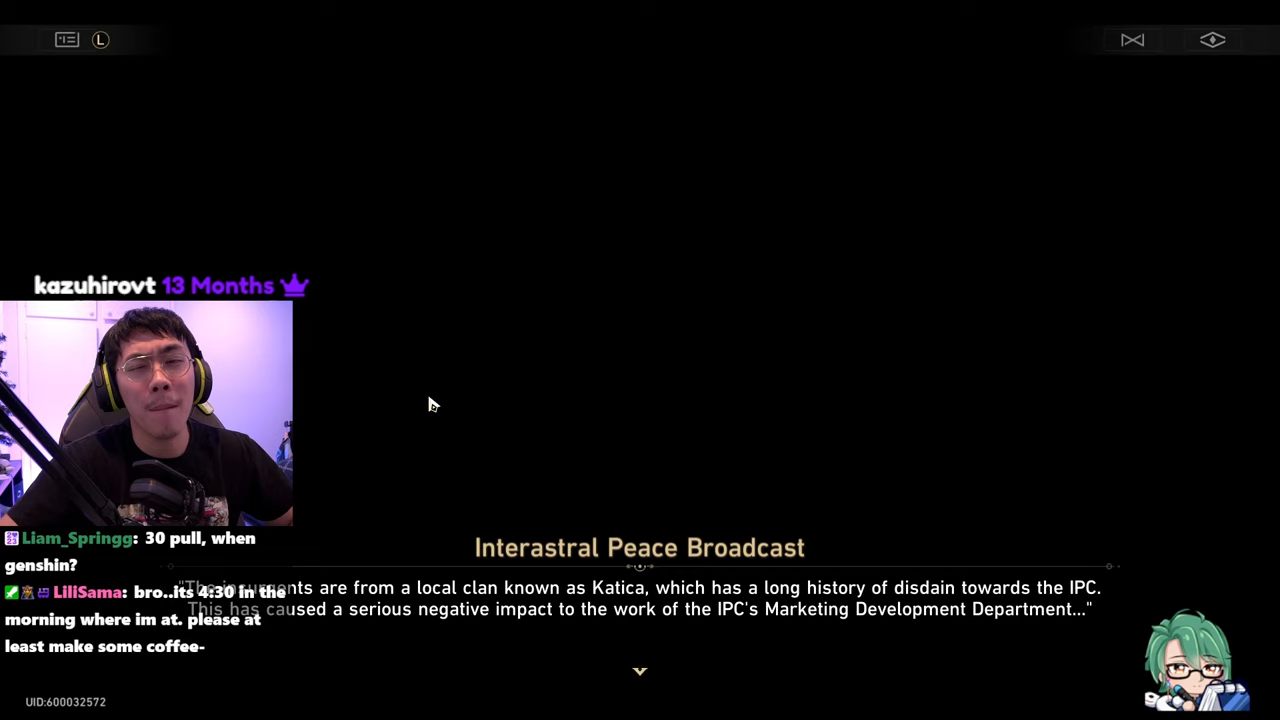 L
kazuhirovt 13 Months
Liam_Springg: 30 pull, when
genshin?
LiliSama: bro..its 4:30 in the
morning where im at. please at
least make some coffee-
Interastral Peace Broadcast
"The insurgents are from a local clan known as Katica, which has a long history of disdain towards the IPC.
This has caused a serious negative impact to the work of the IPC's Marketing Development Department..."
UID:600032572